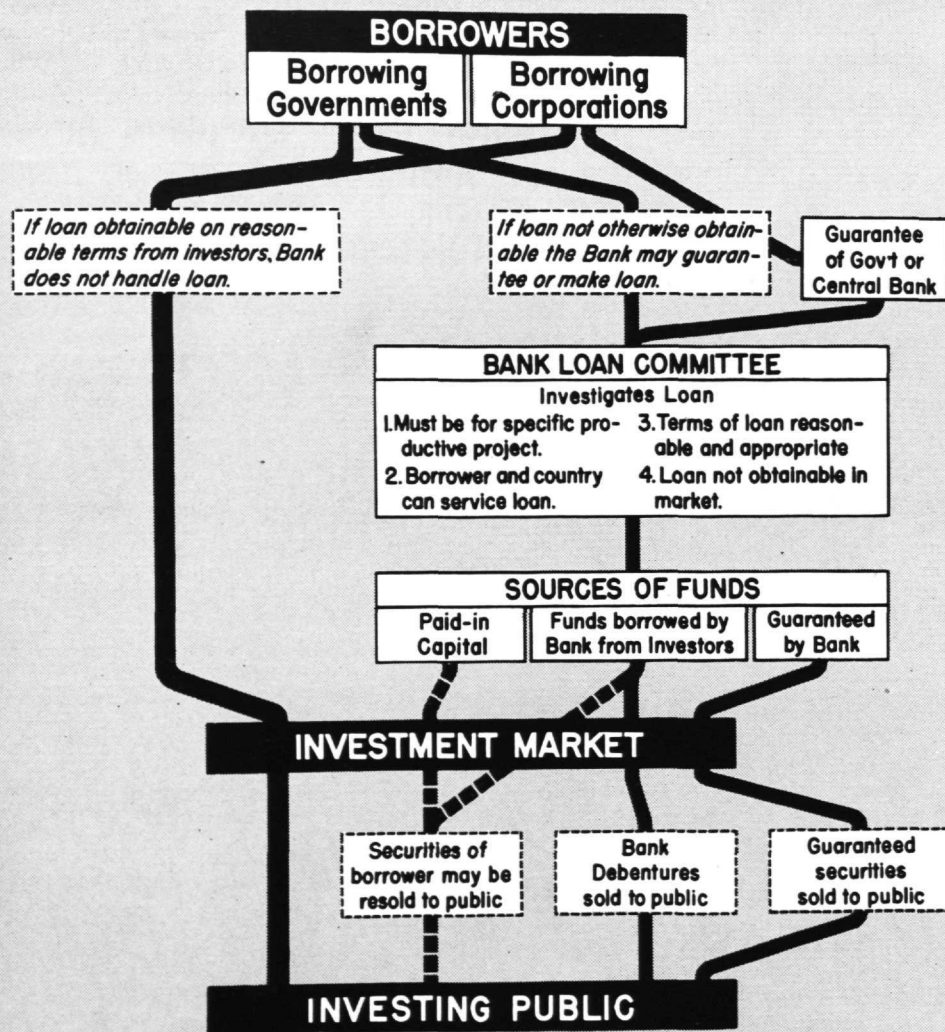 BORROWERS
Borrowing
Governments
Borrowing
Corporations
If loan obtainable on reason-
able terms from investors, Bank
does not handle loan.
If loan not otherwise obtain-
able the Bank may guaran-
tee or make loan.
Guarantee
of Gov't or
Central Bank
BANK LOAN COMMITTEE
Investigates Loan
1. Must be for specific pro-
ductive project.
2. Borrower and country
can service loan.
3. Terms of loan reason-
able and appropriate
4. Loan not obtainable in
market.
SOURCES OF FUNDS
Paid-in
Capital
Funds borrowed by
Bank from Investors
Guaranteed
by Bank
INVESTMENT MARKET
Securities of
borrower may be
resold to public
Bank
Debentures
sold to public
Guaranteed
securities
sold to public
INVESTING PUBLIC